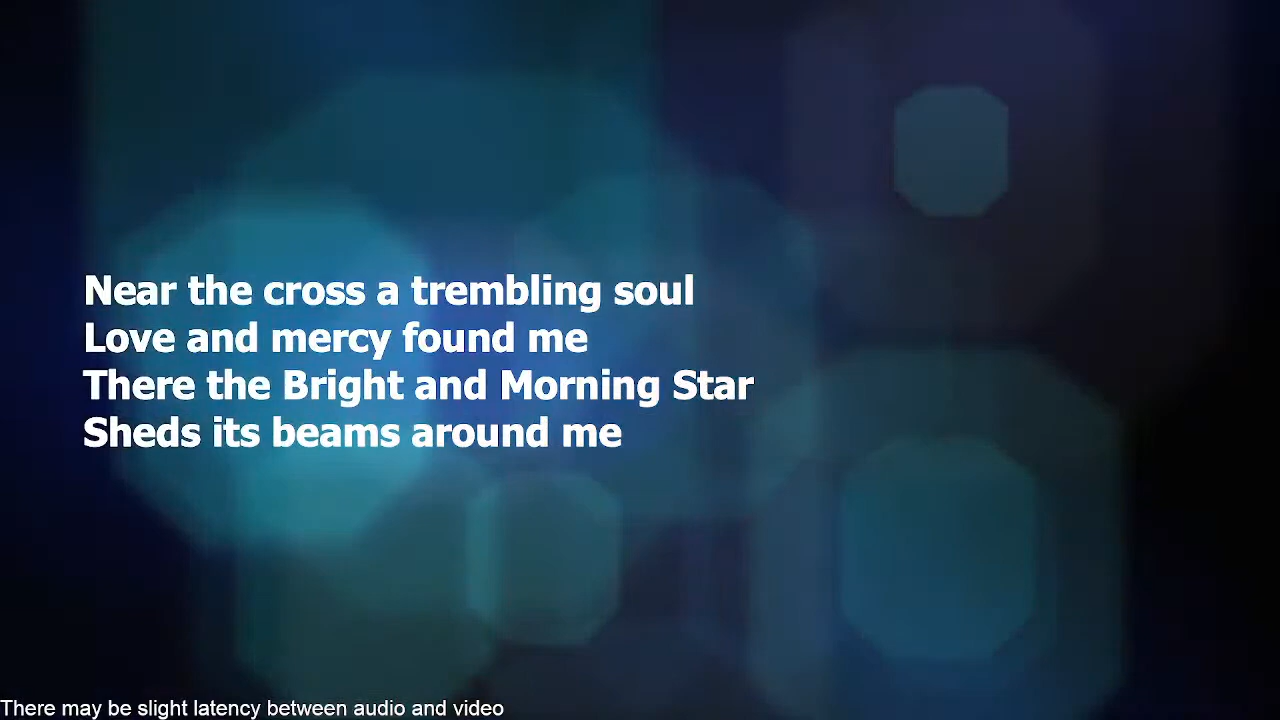 Near the cross a trembling soul
Love and mercy found me
There the Bright and Morning Star
Sheds its beams around me
There may be slight latency between audio and video